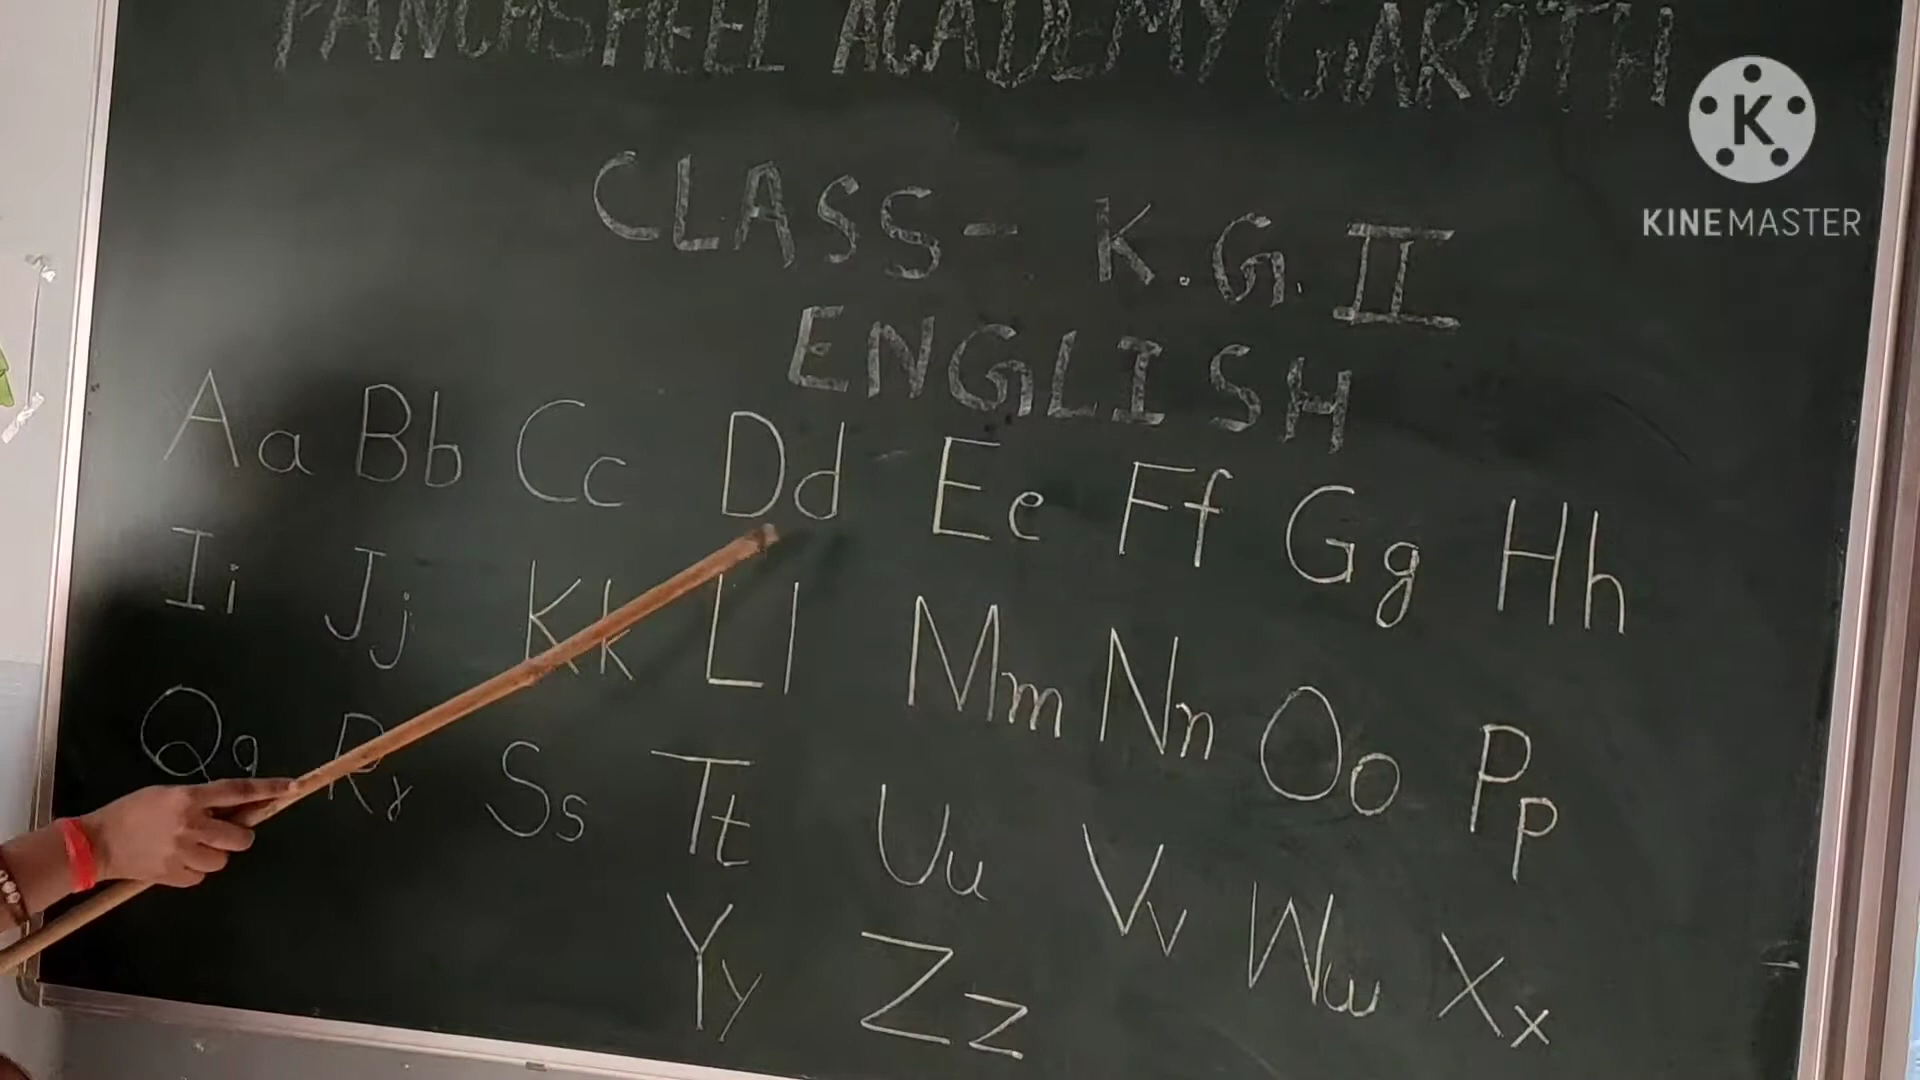 PANCHSHEEL ACADEMY GAROTH
CLASS - K.G. II
ENGLISH
Aa Bb Cc Dd Ee Ff Gg Hh
Ii Jj Kk Ll Mm Nn Oo Pp
Qq Rr Ss Tt Uu Vv Ww Xx
Yy Zz
K
KINEMASTER